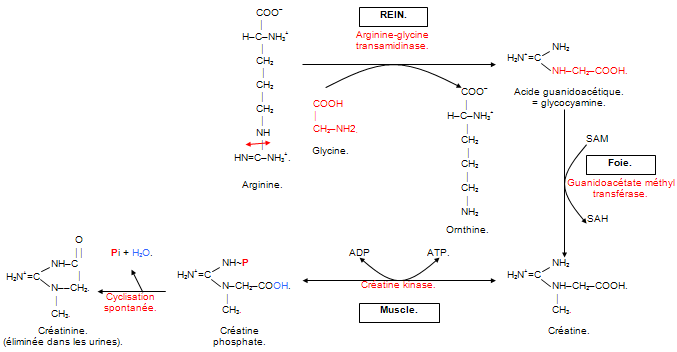 COO⁻
H–C–NH₃⁺
CH₂
CH₂
CH₂
NH
HN=C–NH₃⁺.
Arginine.
REIN.
Arginine-glycine
transamidinase.
COOH
CH₂–NH2.
Glycine.
COO⁻
H–C–NH₃⁺
CH₂
CH₂
CH₂
NH₂
Ornthine.
NH₂
H₂N⁺=C
NH–CH₂–COOH.
Acide guanidoacétique.
= glycocyamine.
SAM
Foie.
Guanidoacétate méthyl
transférase.
SAH
NH₂
H₂N⁺=C
NH–CH₂–COOH.
CH₃.
Créatine.
ADP
ATP.
Créatine kinase.
Muscle.
NH~P
H₂N⁺=C
N–CH₂–COOH.
CH₃.
Créatine
phosphate.
Pi + H₂O.
Cyclisation
spontanée.
O
NH–C
H₂N⁺=C
N—CH₂.
CH₃.
Créatinine.
(éliminée dans les urines).